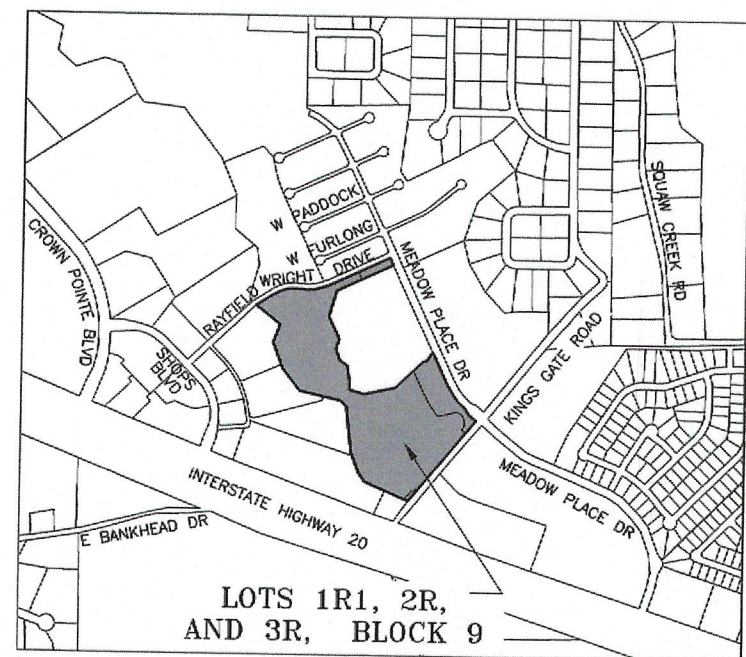 SQUAW CREEK RD
W PADDOCK
W FURLONG
CROWN POINTE BLVD
RAYFIELD WRIGHT DRIVE
MEADOW PLACE DR
SHOPS BLVD
KINGS GATE ROAD
INTERSTATE HIGHWAY 20
MEADOW PLACE DR
E BANKHEAD DR
LOTS 1R1, 2R,
AND 3R, BLOCK 9